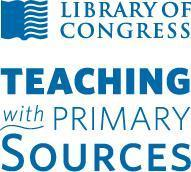 LIBRARY OF
CONGRESS
TEACHING
with PRIMARY
SOURCES